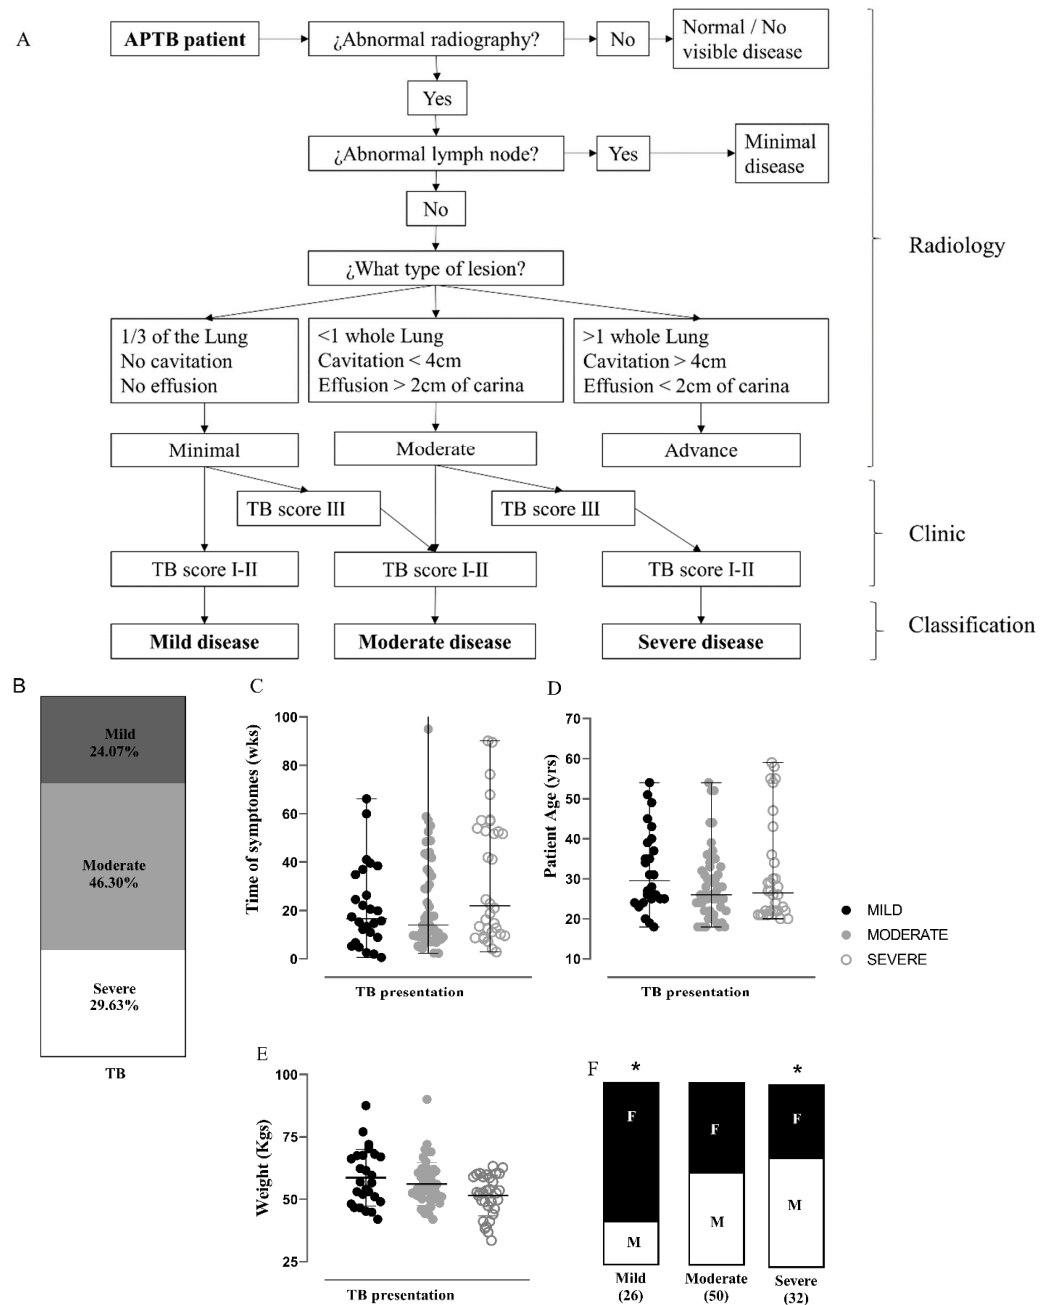 A
APTB patient
¿Abnormal radiography?
No
Normal / No
visible disease
Yes
¿Abnormal lymph node?
Yes
Minimal
disease
No
Radiology
¿What type of lesion?
1/3 of the Lung
No cavitation
No effusion
<1 whole Lung
Cavitation < 4cm
Effusion > 2cm of carina
>1 whole Lung
Cavitation > 4cm
Effusion < 2cm of carina
Minimal
Moderate
Advance
TB score III
TB score III
Clinic
TB score I-II
TB score I-II
TB score I-II
Mild disease
Moderate disease
Severe disease
Classification
B
Mild
24.07%
Moderate
46.30%
Severe
29.63%
TB
C
Time of symptomes (wks)
100
80
60
40
20
0
TB presentation
D
Patient Age (yrs)
70
60
50
40
30
20
10
TB presentation
MILD
MODERATE
SEVERE
E
Weight (Kgs)
100
75
50
25
TB presentation
F
*
*
F
F
F
M
M
M
Mild
(26)
Moderate
(50)
Severe
(32)